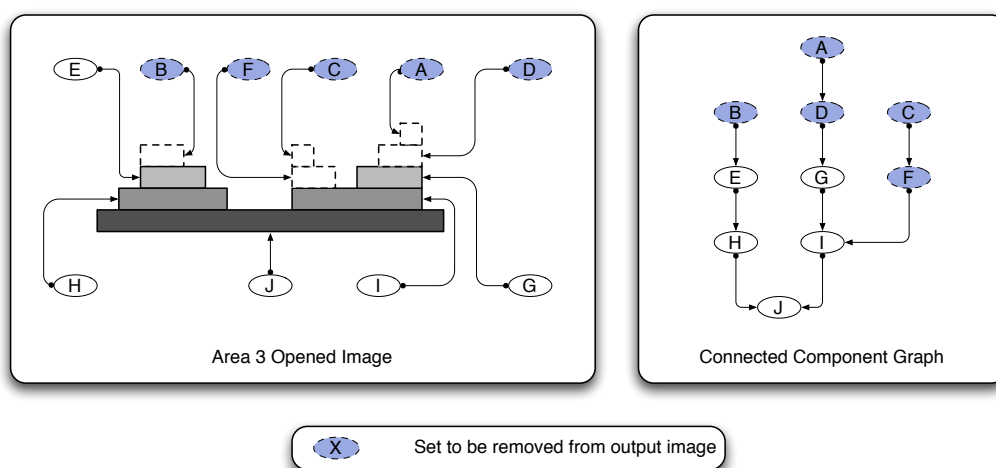 E B F C A D
H J I G
Area 3 Opened Image
A
B D C
E G F
H I
J
Connected Component Graph
X Set to be removed from output image